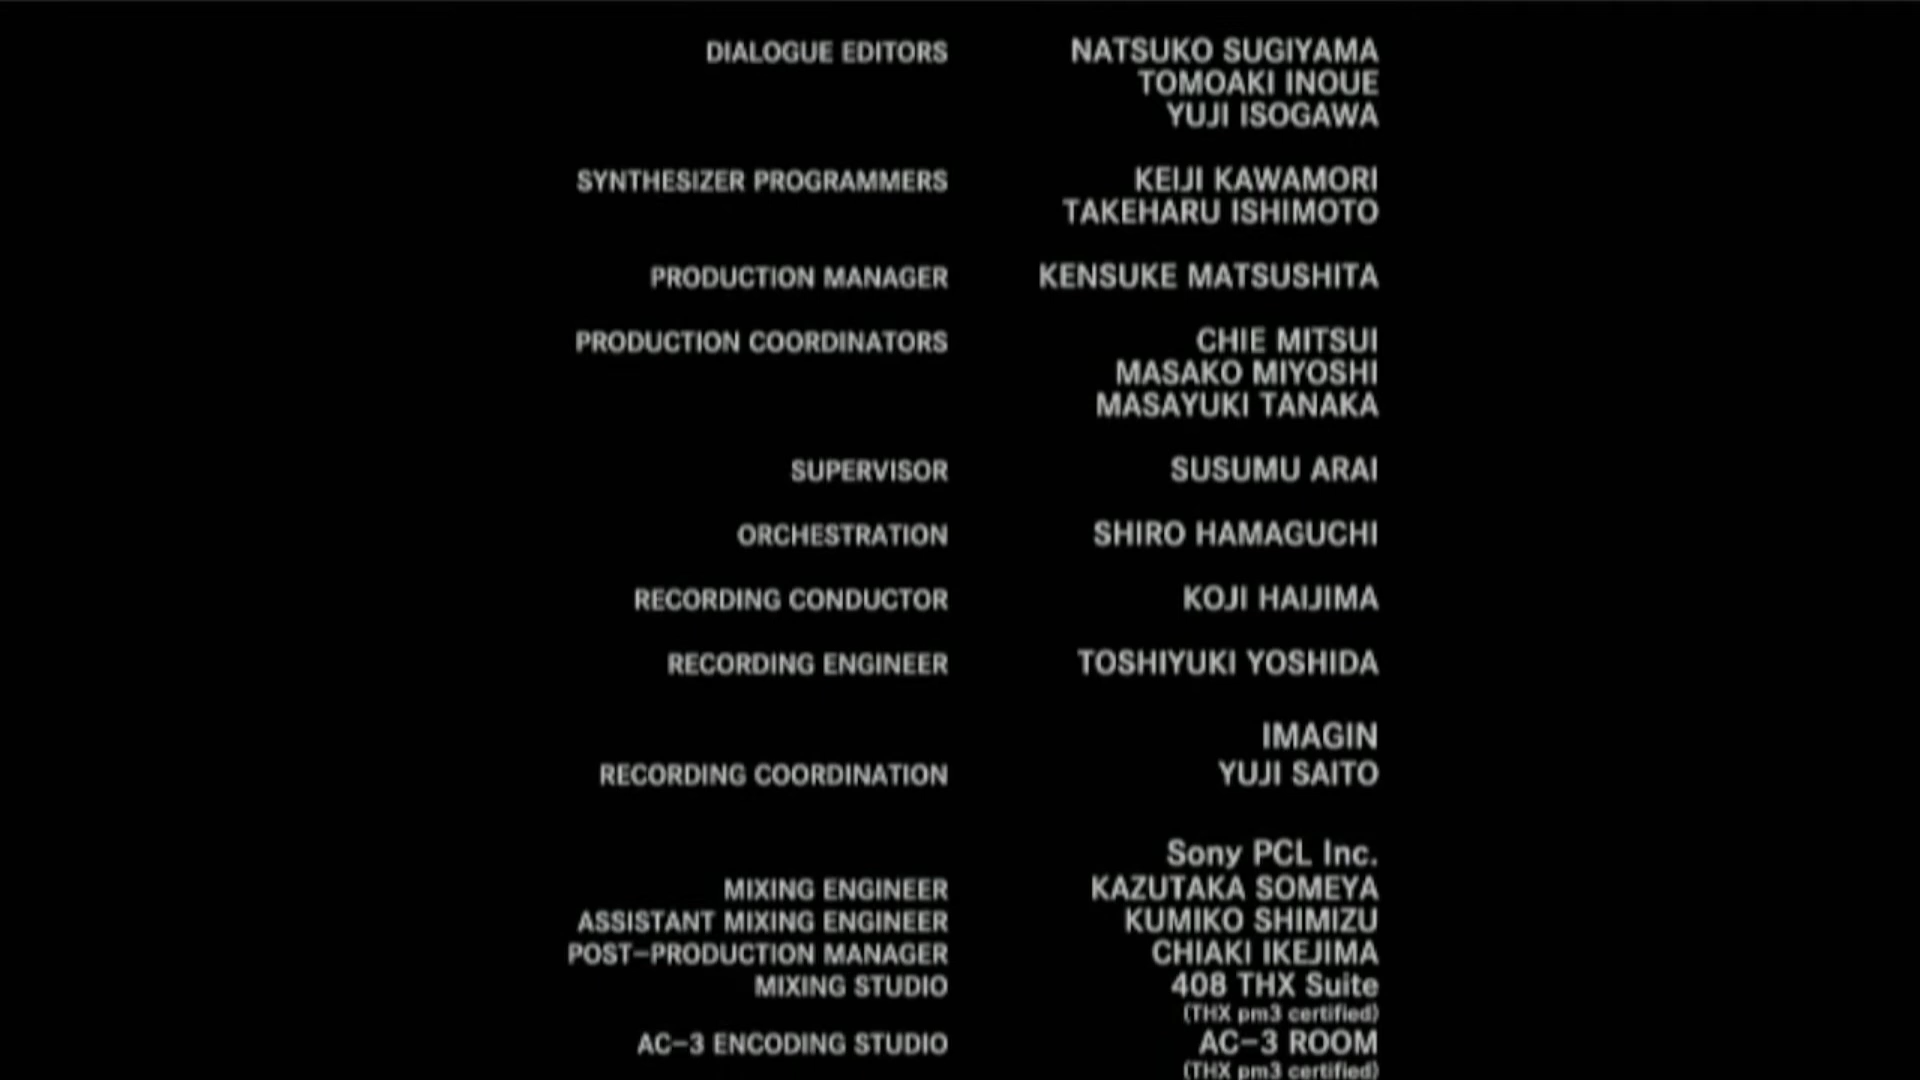 DIALOGUE EDITORS NATSUKO SUGIYAMA
TOMOAKI INOUE
YUJI ISOGAWA
SYNTHESIZER PROGRAMMERS KEIJI KAWAMORI
TAKEHARU ISHIMOTO
PRODUCTION MANAGER KENSUKE MATSUSHITA
PRODUCTION COORDINATORS CHIE MITSUI
MASAKO MIYOSHI
MASAYUKI TANAKA
SUPERVISOR SUSUMU ARAI
ORCHESTRATION SHIRO HAMAGUCHI
RECORDING CONDUCTOR KOJI HAIJIMA
RECORDING ENGINEER TOSHIYUKI YOSHIDA
IMAGIN
RECORDING COORDINATION YUJI SAITO
Sony PCL Inc.
MIXING ENGINEER KAZUTAKA SOMEYA
ASSISTANT MIXING ENGINEER KUMIKO SHIMIZU
POST-PRODUCTION MANAGER CHIAKI IKEJIMA
MIXING STUDIO 408 THX Suite
(THX pm3 certified)
AC-3 ENCODING STUDIO AC-3 ROOM
(THX pm3 certified)